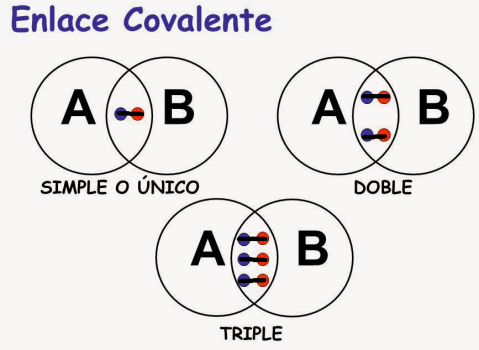 Enlace Covalente
A B
SIMPLE O ÚNICO
A B
DOBLE
A B
TRIPLE